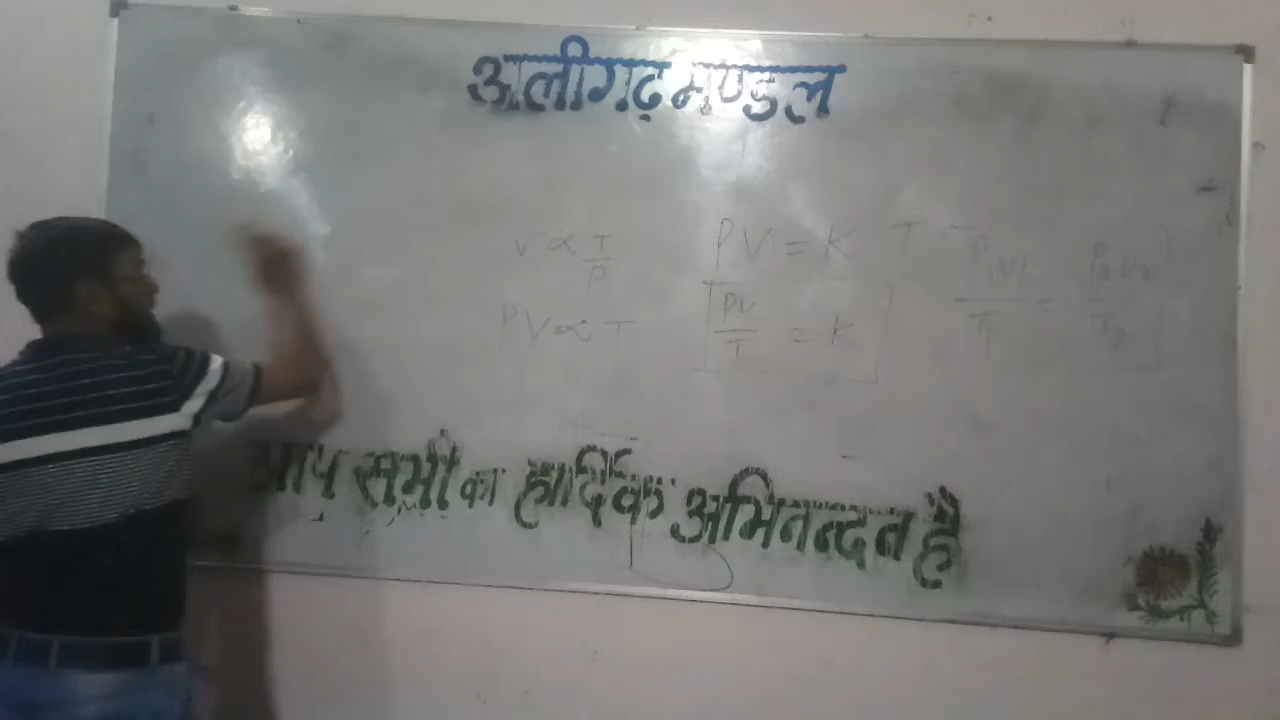 अलीगढ़ मण्डल
V ∝ T/P
PV = K T
P₁V₁/T₁ = P₂V₂/T₂
PV ∝ T
PV/T = K
आप सभी का हार्दिक अभिनन्दन है